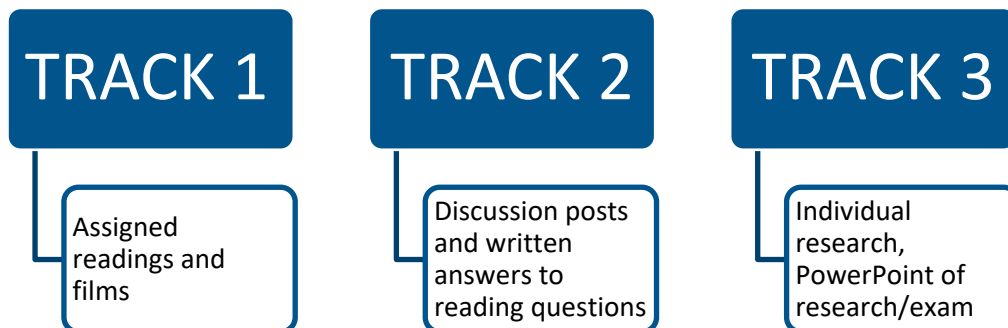 TRACK 1
Assigned
readings and
films
TRACK 2
Discussion posts
and written
answers to
reading questions
TRACK 3
Individual
research,
PowerPoint of
research/exam